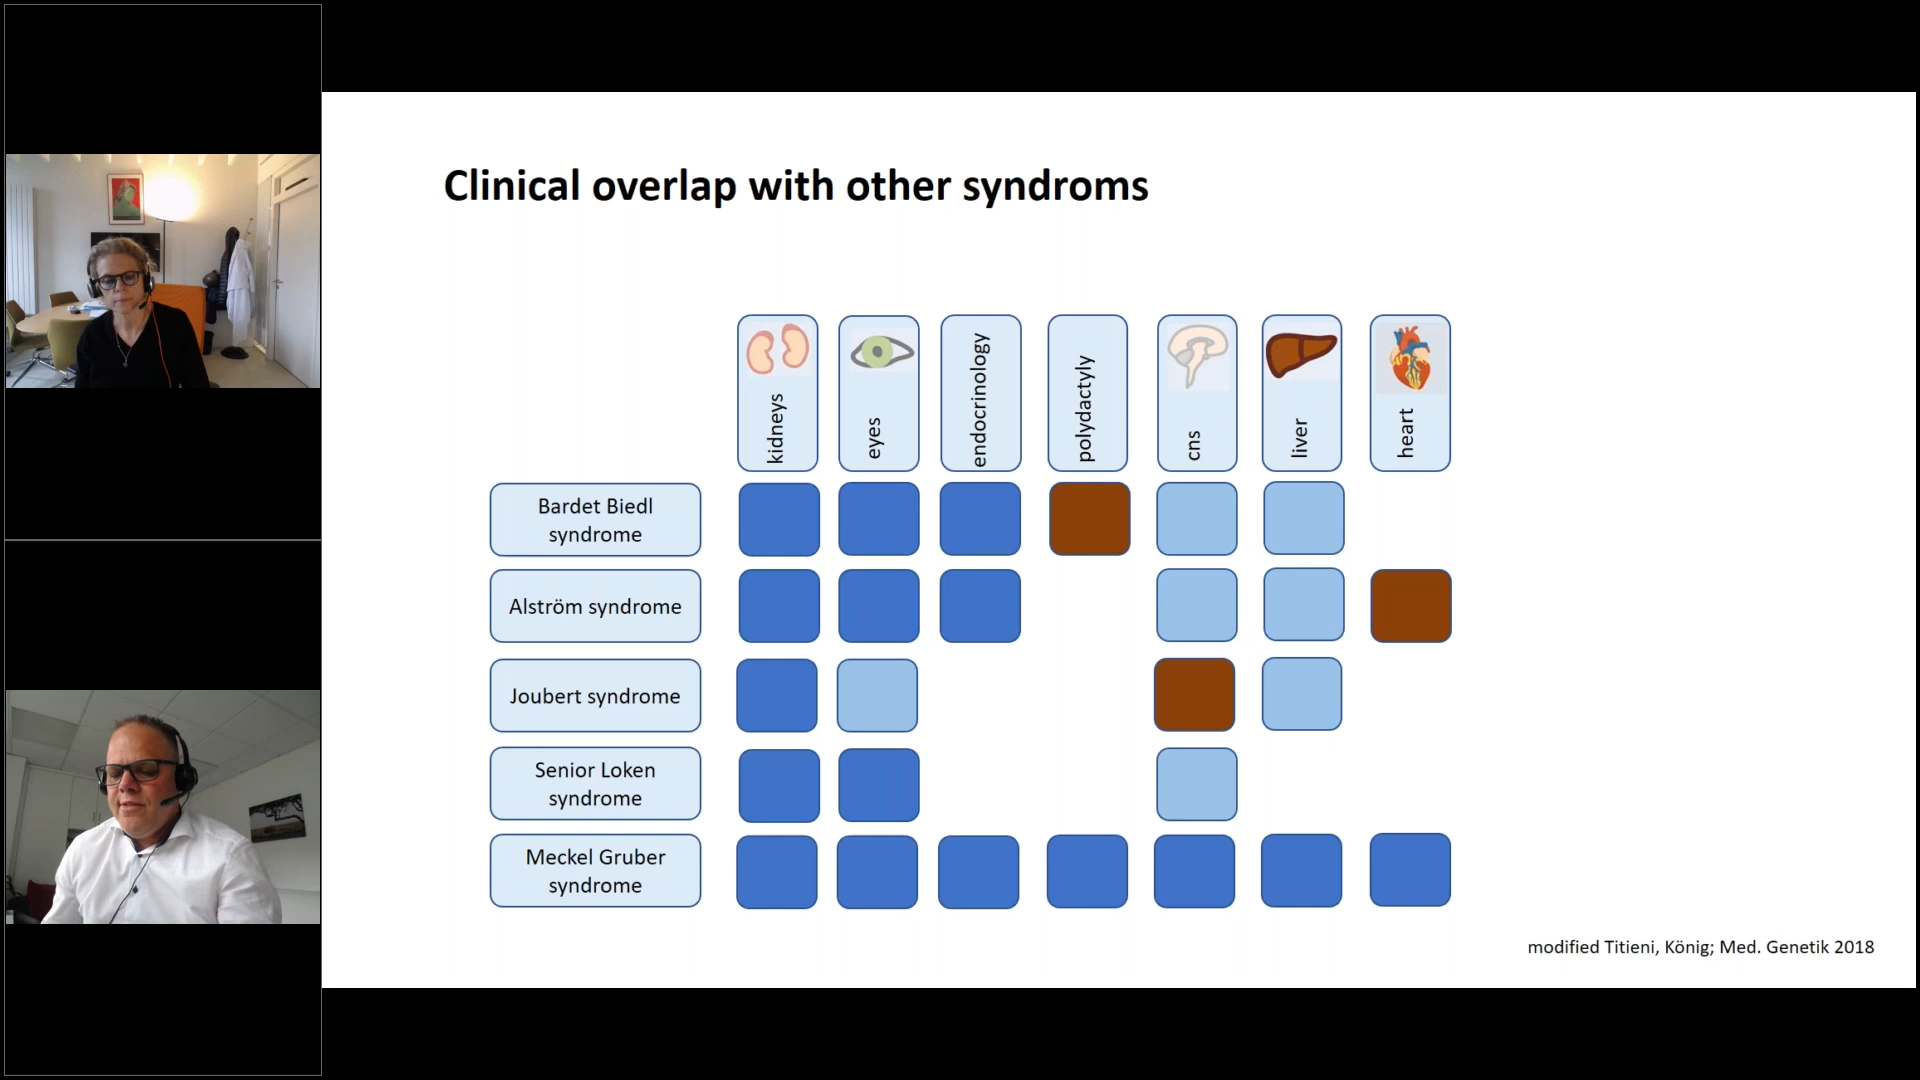 Clinical overlap with other syndroms
kidneys
eyes
endocrinology
polydactyly
cns
liver
heart
Bardet Biedl
syndrome
Alström syndrome
Joubert syndrome
Senior Loken
syndrome
Meckel Gruber
syndrome
modified Titieni, König; Med. Genetik 2018